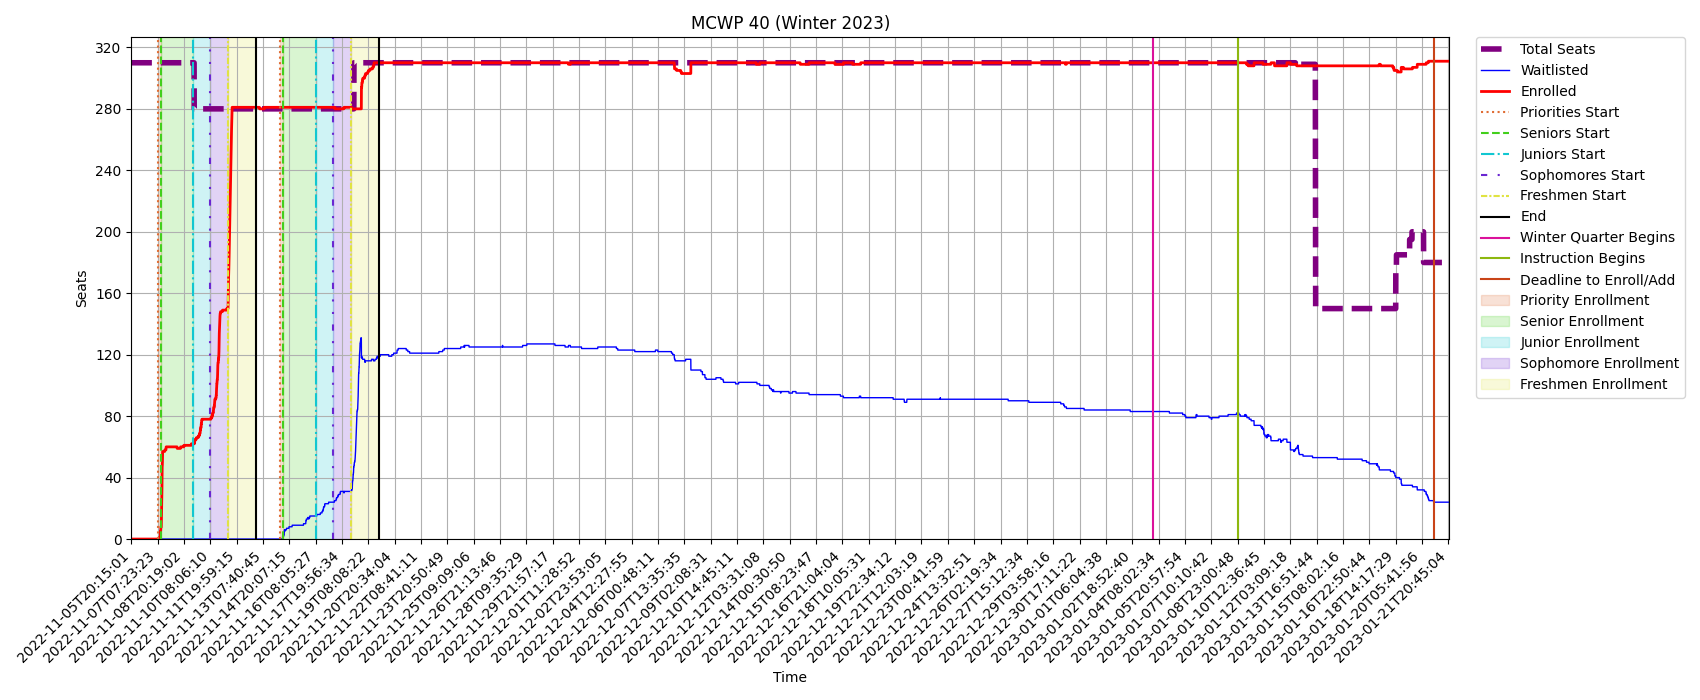 MCWP 40 (Winter 2023)
Seats
320
280
240
200
160
120
80
40
0
2022-11-05T20:15:01
2022-11-07T07:23:23
2022-11-08T20:19:02
2022-11-10T08:06:10
2022-11-11T19:59:15
2022-11-13T07:40:45
2022-11-14T20:07:15
2022-11-16T08:05:27
2022-11-17T19:56:34
2022-11-19T08:08:22
2022-11-20T20:34:04
2022-11-22T08:41:11
2022-11-23T20:50:49
2022-11-25T09:09:06
2022-11-26T21:13:46
2022-11-28T09:35:29
2022-11-29T21:57:17
2022-12-01T11:28:52
2022-12-02T23:53:05
2022-12-04T12:27:55
2022-12-06T00:48:11
2022-12-07T13:35:35
2022-12-09T02:08:31
2022-12-10T14:45:11
2022-12-12T03:31:08
2022-12-14T00:30:50
2022-12-15T08:23:47
2022-12-16T21:04:04
2022-12-18T10:05:31
2022-12-19T22:34:12
2022-12-21T12:03:19
2022-12-23T00:41:59
2022-12-24T13:32:51
2022-12-26T02:19:34
2022-12-27T15:12:34
2022-12-29T03:58:16
2022-12-30T17:11:22
2023-01-01T06:04:38
2023-01-02T18:52:40
2023-01-04T08:02:34
2023-01-05T20:57:54
2023-01-07T10:10:42
2023-01-08T23:00:48
2023-01-10T12:36:45
2023-01-12T03:09:18
2023-01-13T16:51:44
2023-01-15T08:02:16
2023-01-16T22:50:44
2023-01-18T14:17:29
2023-01-20T05:41:56
2023-01-21T20:45:04
Time
Total Seats
Waitlisted
Enrolled
Priorities Start
Seniors Start
Juniors Start
Sophomores Start
Freshmen Start
End
Winter Quarter Begins
Instruction Begins
Deadline to Enroll/Add
Priority Enrollment
Senior Enrollment
Junior Enrollment
Sophomore Enrollment
Freshmen Enrollment